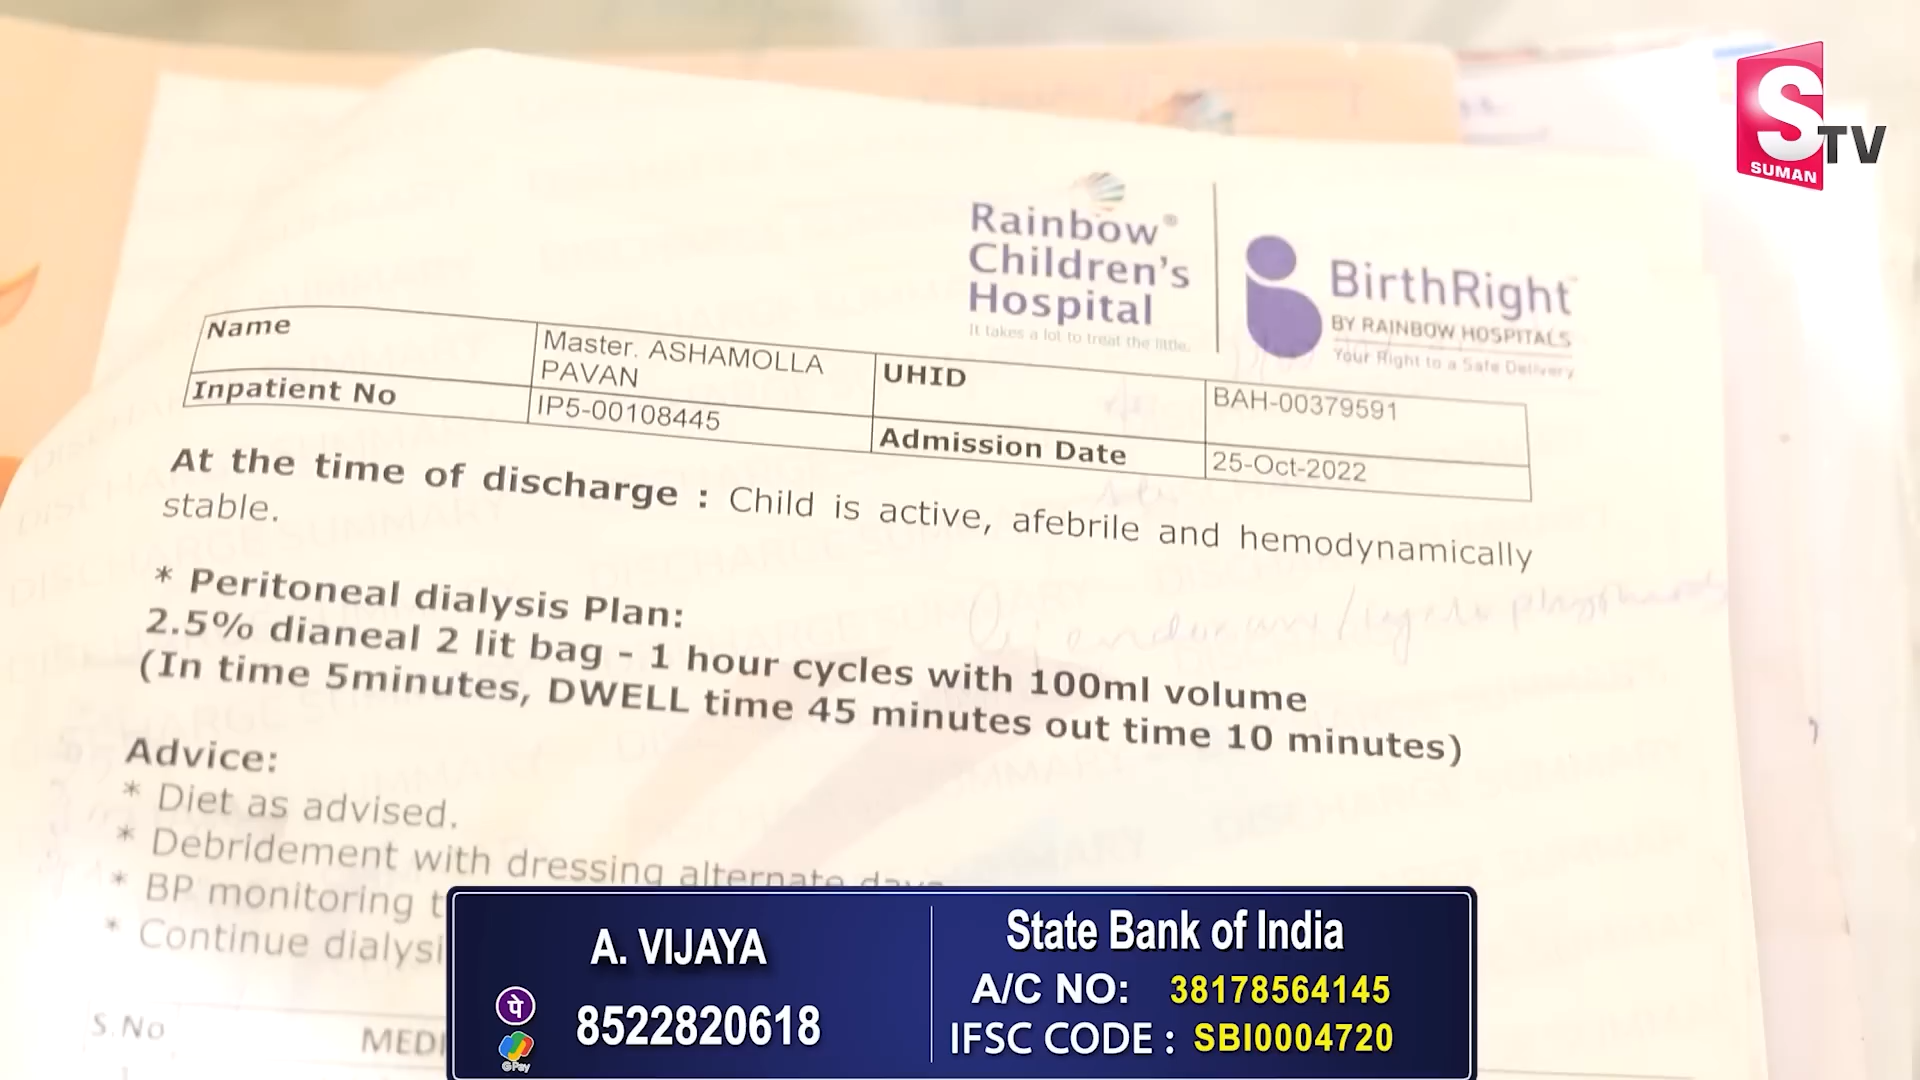 S
TV
SUMAN
Rainbow®
Children's
Hospital
It takes a lot to treat the little.
BirthRight™
BY RAINBOW HOSPITALS
Your Right to a Safe Delivery
Name
Master. ASHAMOLLA
PAVAN
UHID
BAH-00379591
Inpatient No
IP5-00108445
Admission Date
25-Oct-2022
At the time of discharge : Child is active, afebrile and hemodynamically
stable.
* Peritoneal dialysis Plan:
2.5% dianeal 2 lit bag - 1 hour cycles with 100ml volume
(In time 5minutes, DWELL time 45 minutes out time 10 minutes)
Advice:
* Diet as advised.
* Debridement with dressing alternate days
* BP monitoring
* Continue
S.No
A. VIJAYA
पे
8522820618
G Pay
State Bank of India
A/C NO: 38178564145
IFSC CODE : SBI0004720